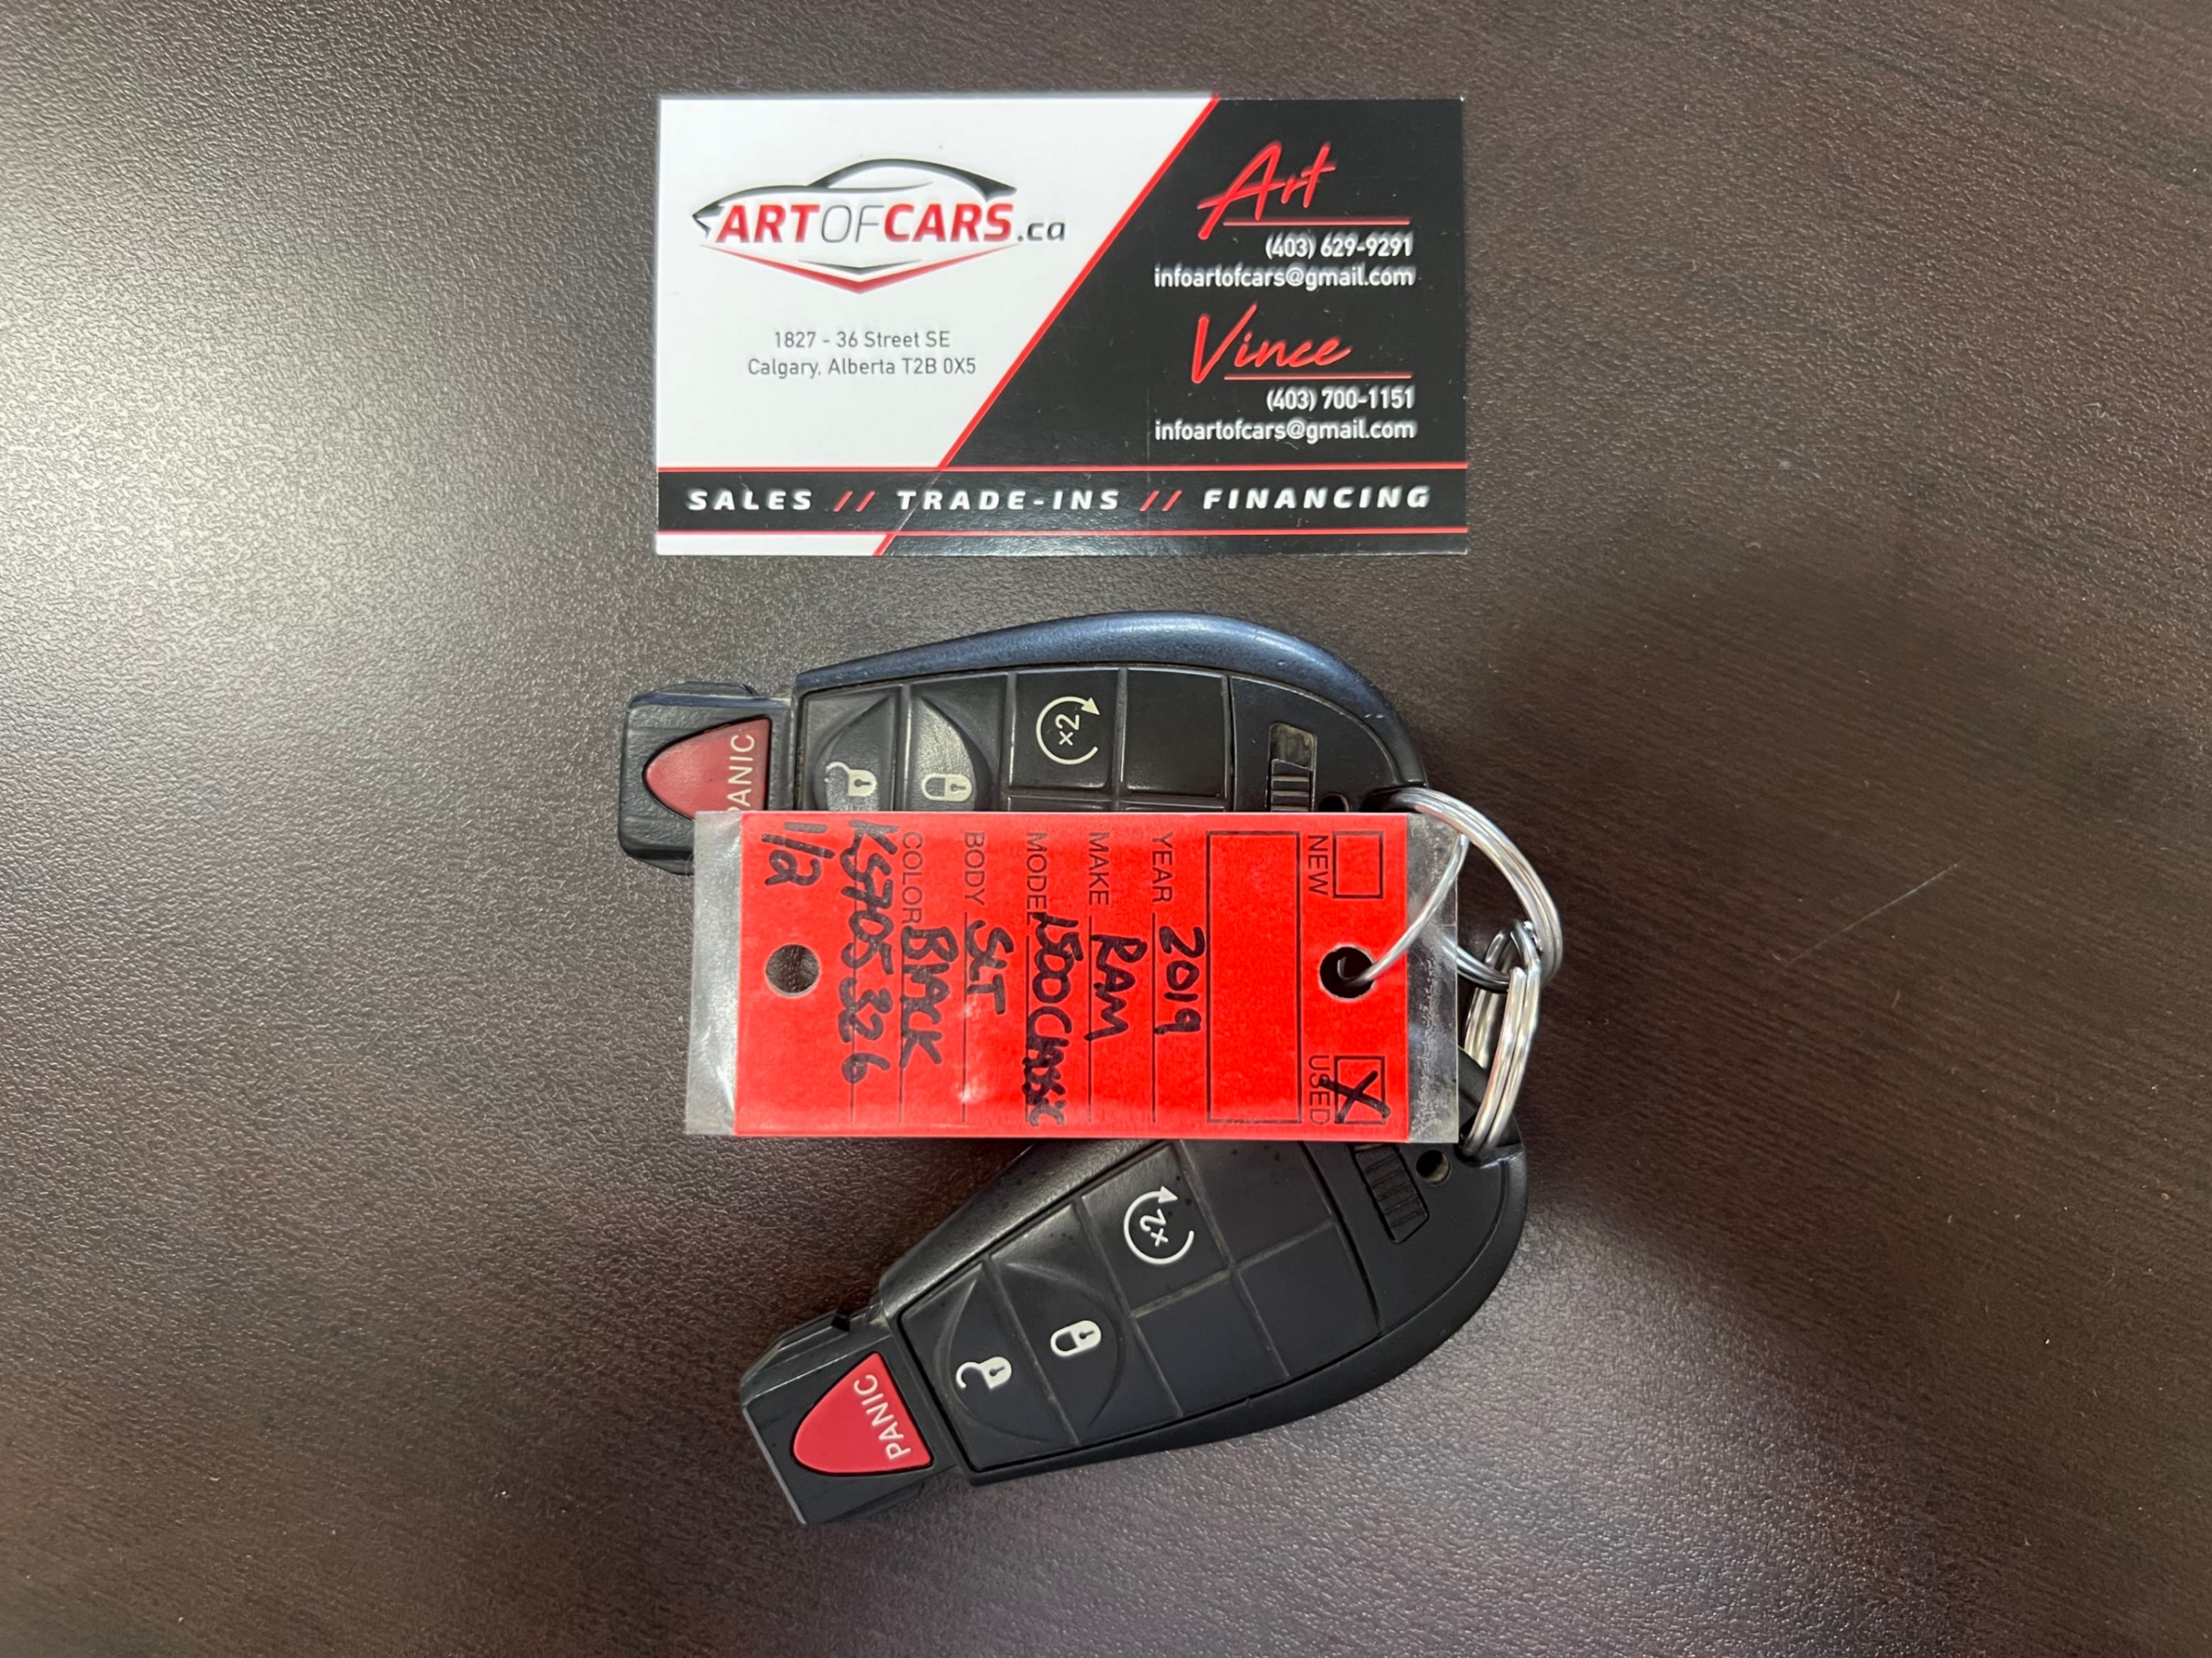 ARTOFCARS.ca
1827 - 36 Street SE
Calgary, Alberta T2B 0X5
Art
(403) 629-9291
infoartofcars@gmail.com
Vince
(403) 700-1151
infoartofcars@gmail.com
SALES // TRADE-INS // FINANCING
PANIC
x2
NEW
USED X
YEAR 2019
MAKE RAM
MODEL 1500 CLASSIC
BODY SLT
COLOR BLACK
KS705326
1/2
x2
PANIC